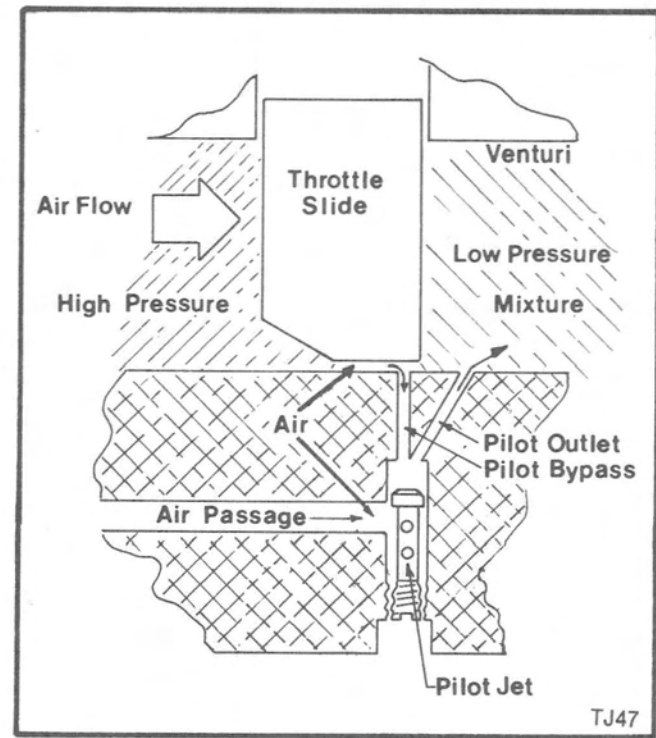 Venturi
Throttle
Slide
Air Flow
Low Pressure
High Pressure
Mixture
Air
Pilot Outlet
Pilot Bypass
Air Passage
Pilot Jet
TJ47